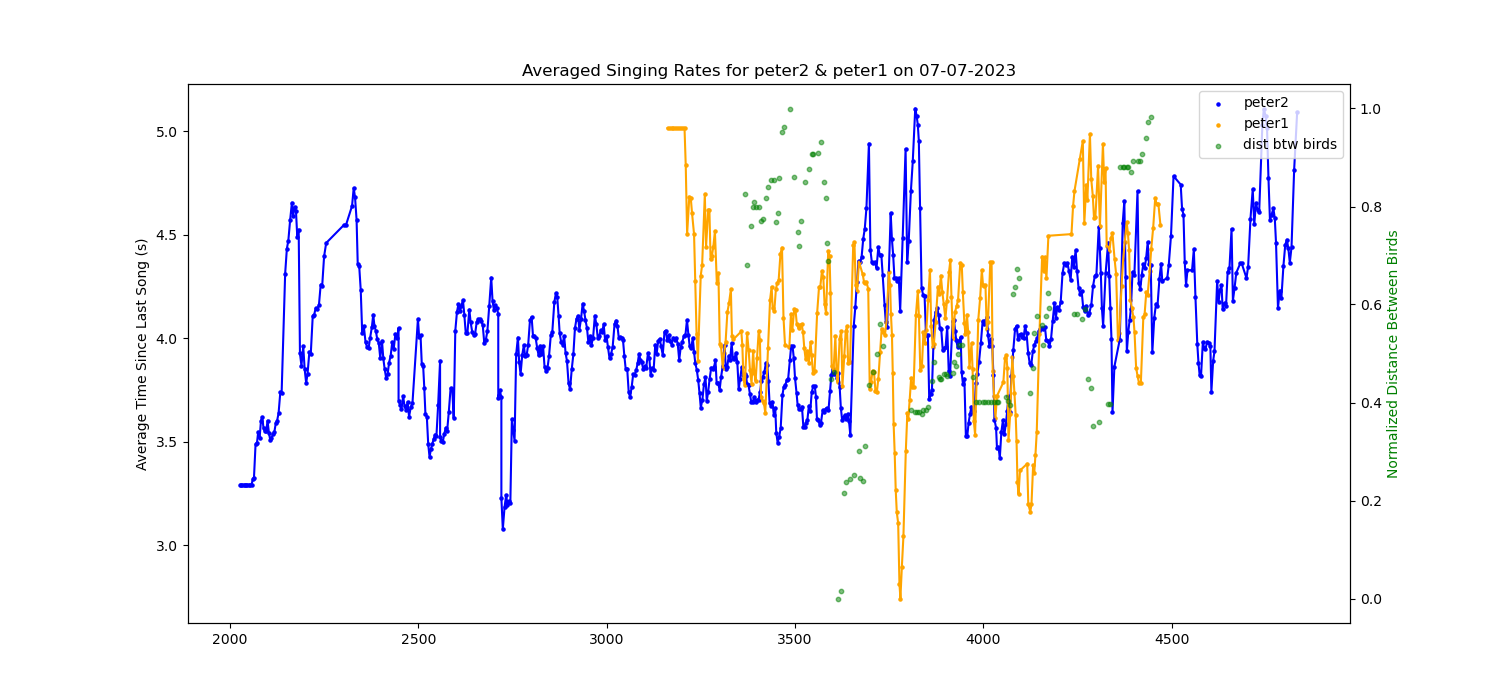 Averaged Singing Rates for peter2 & peter1 on 07-07-2023
peter2
peter1
dist btw birds
Average Time Since Last Song (s)
5.0
4.5
4.0
3.5
3.0
2000
2500
3000
3500
4000
4500
1.0
0.8
0.6
0.4
0.2
0.0
Normalized Distance Between Birds